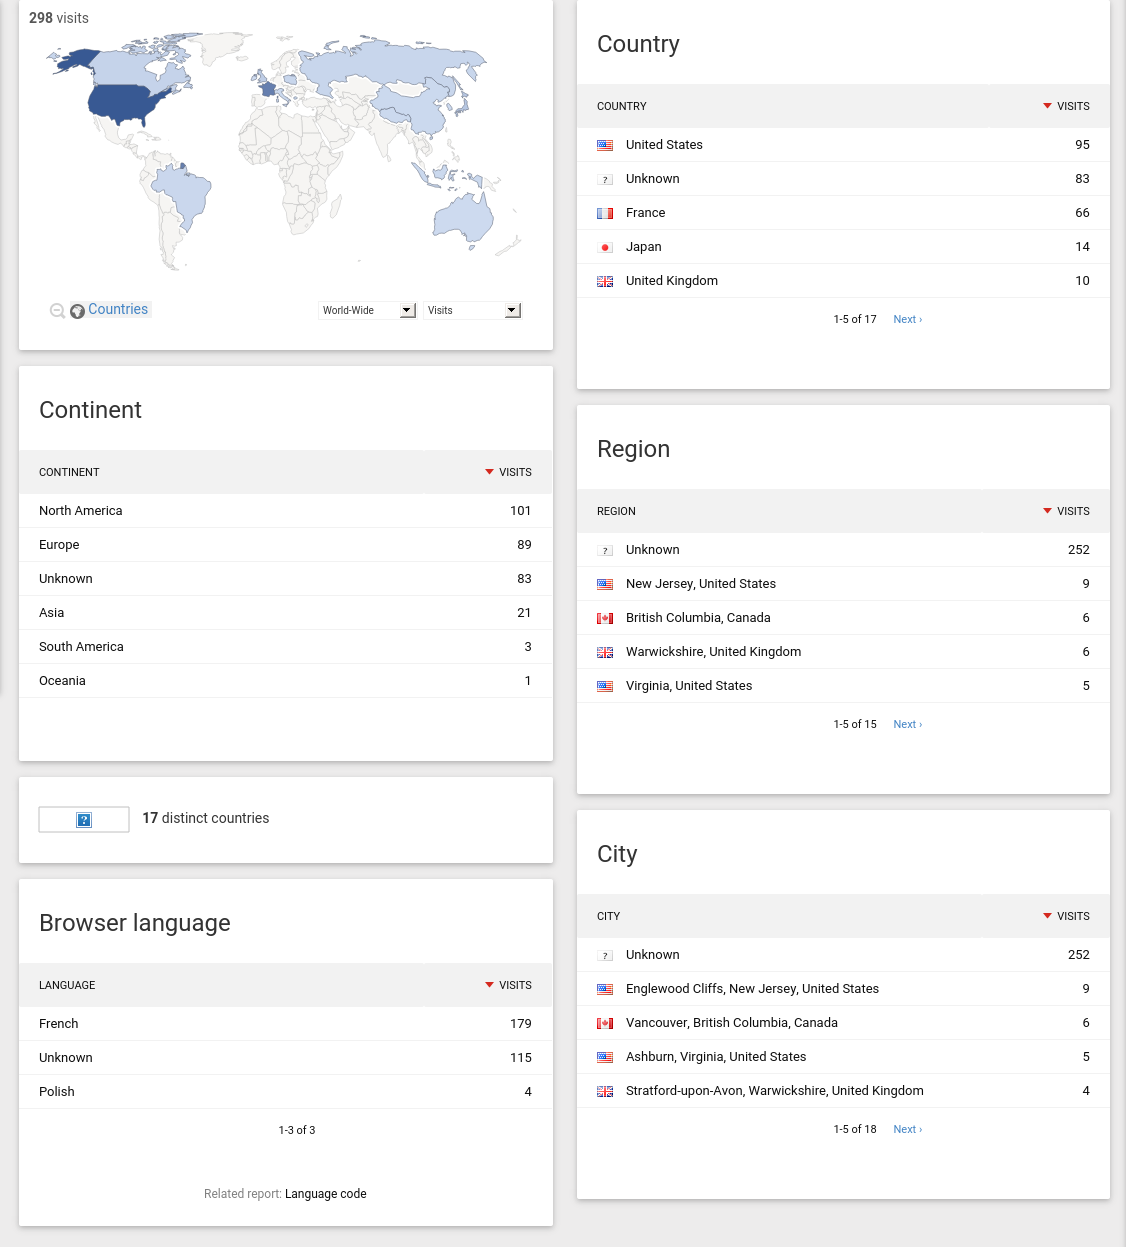 298 visits
Countries
World-Wide
Visits
Continent
CONTINENT VISITS
North America 101
Europe 89
Unknown 83
Asia 21
South America 3
Oceania 1
? 17 distinct countries
Browser language
LANGUAGE VISITS
French 179
Unknown 115
Polish 4
1-3 of 3
Related report: Language code
Country
COUNTRY VISITS
United States 95
? Unknown 83
France 66
Japan 14
United Kingdom 10
1-5 of 17 Next ›
Region
REGION VISITS
? Unknown 252
New Jersey, United States 9
British Columbia, Canada 6
Warwickshire, United Kingdom 6
Virginia, United States 5
1-5 of 15 Next ›
City
CITY VISITS
? Unknown 252
Englewood Cliffs, New Jersey, United States 9
Vancouver, British Columbia, Canada 6
Ashburn, Virginia, United States 5
Stratford-upon-Avon, Warwickshire, United Kingdom 4
1-5 of 18 Next ›